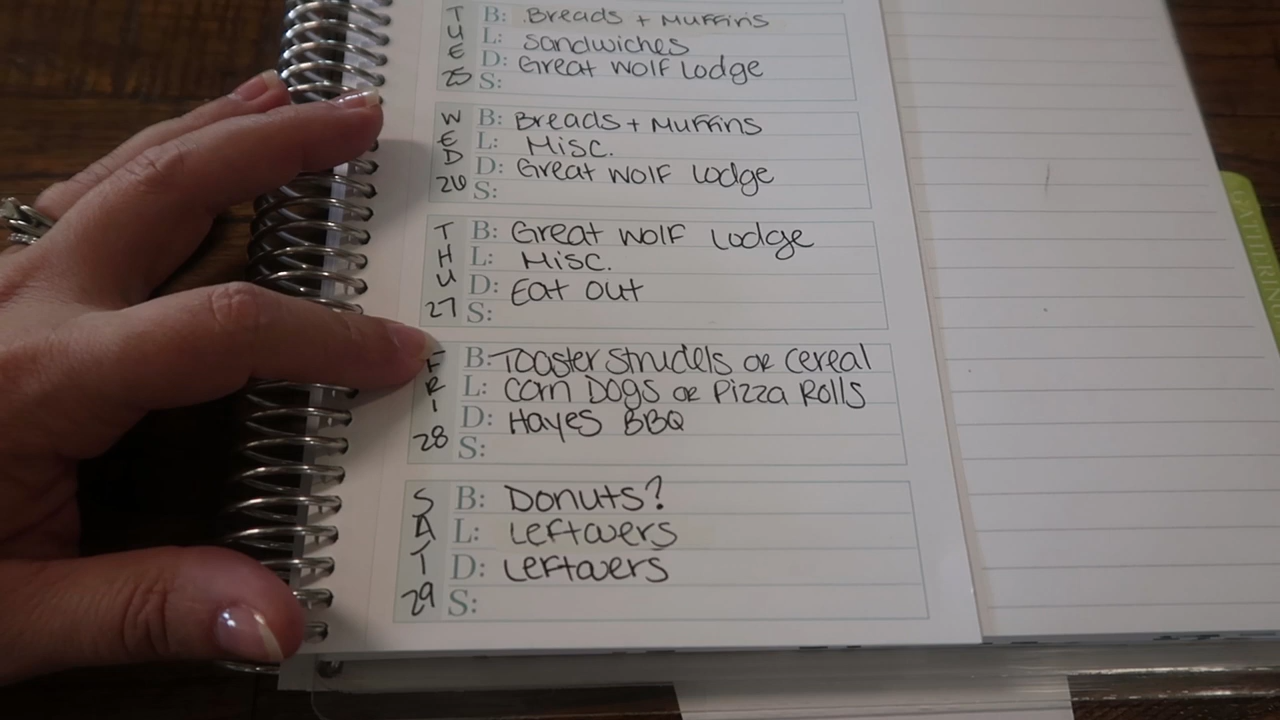 TUES 25
B: Breads + Muffins
L: Sandwiches
D: Great Wolf Lodge
S:
WED 26
B: Breads + Muffins
L: Misc.
D: Great Wolf Lodge
S:
THU 27
B: Great Wolf Lodge
L: Misc.
D: Eat Out
S:
FRI 28
B: Toaster Strudels or Cereal
L: Corn Dogs or Pizza Rolls
D: Hayes BBQ
S:
SAT 29
B: Donuts?
L: Leftovers
D: Leftovers
S:
GATHERING